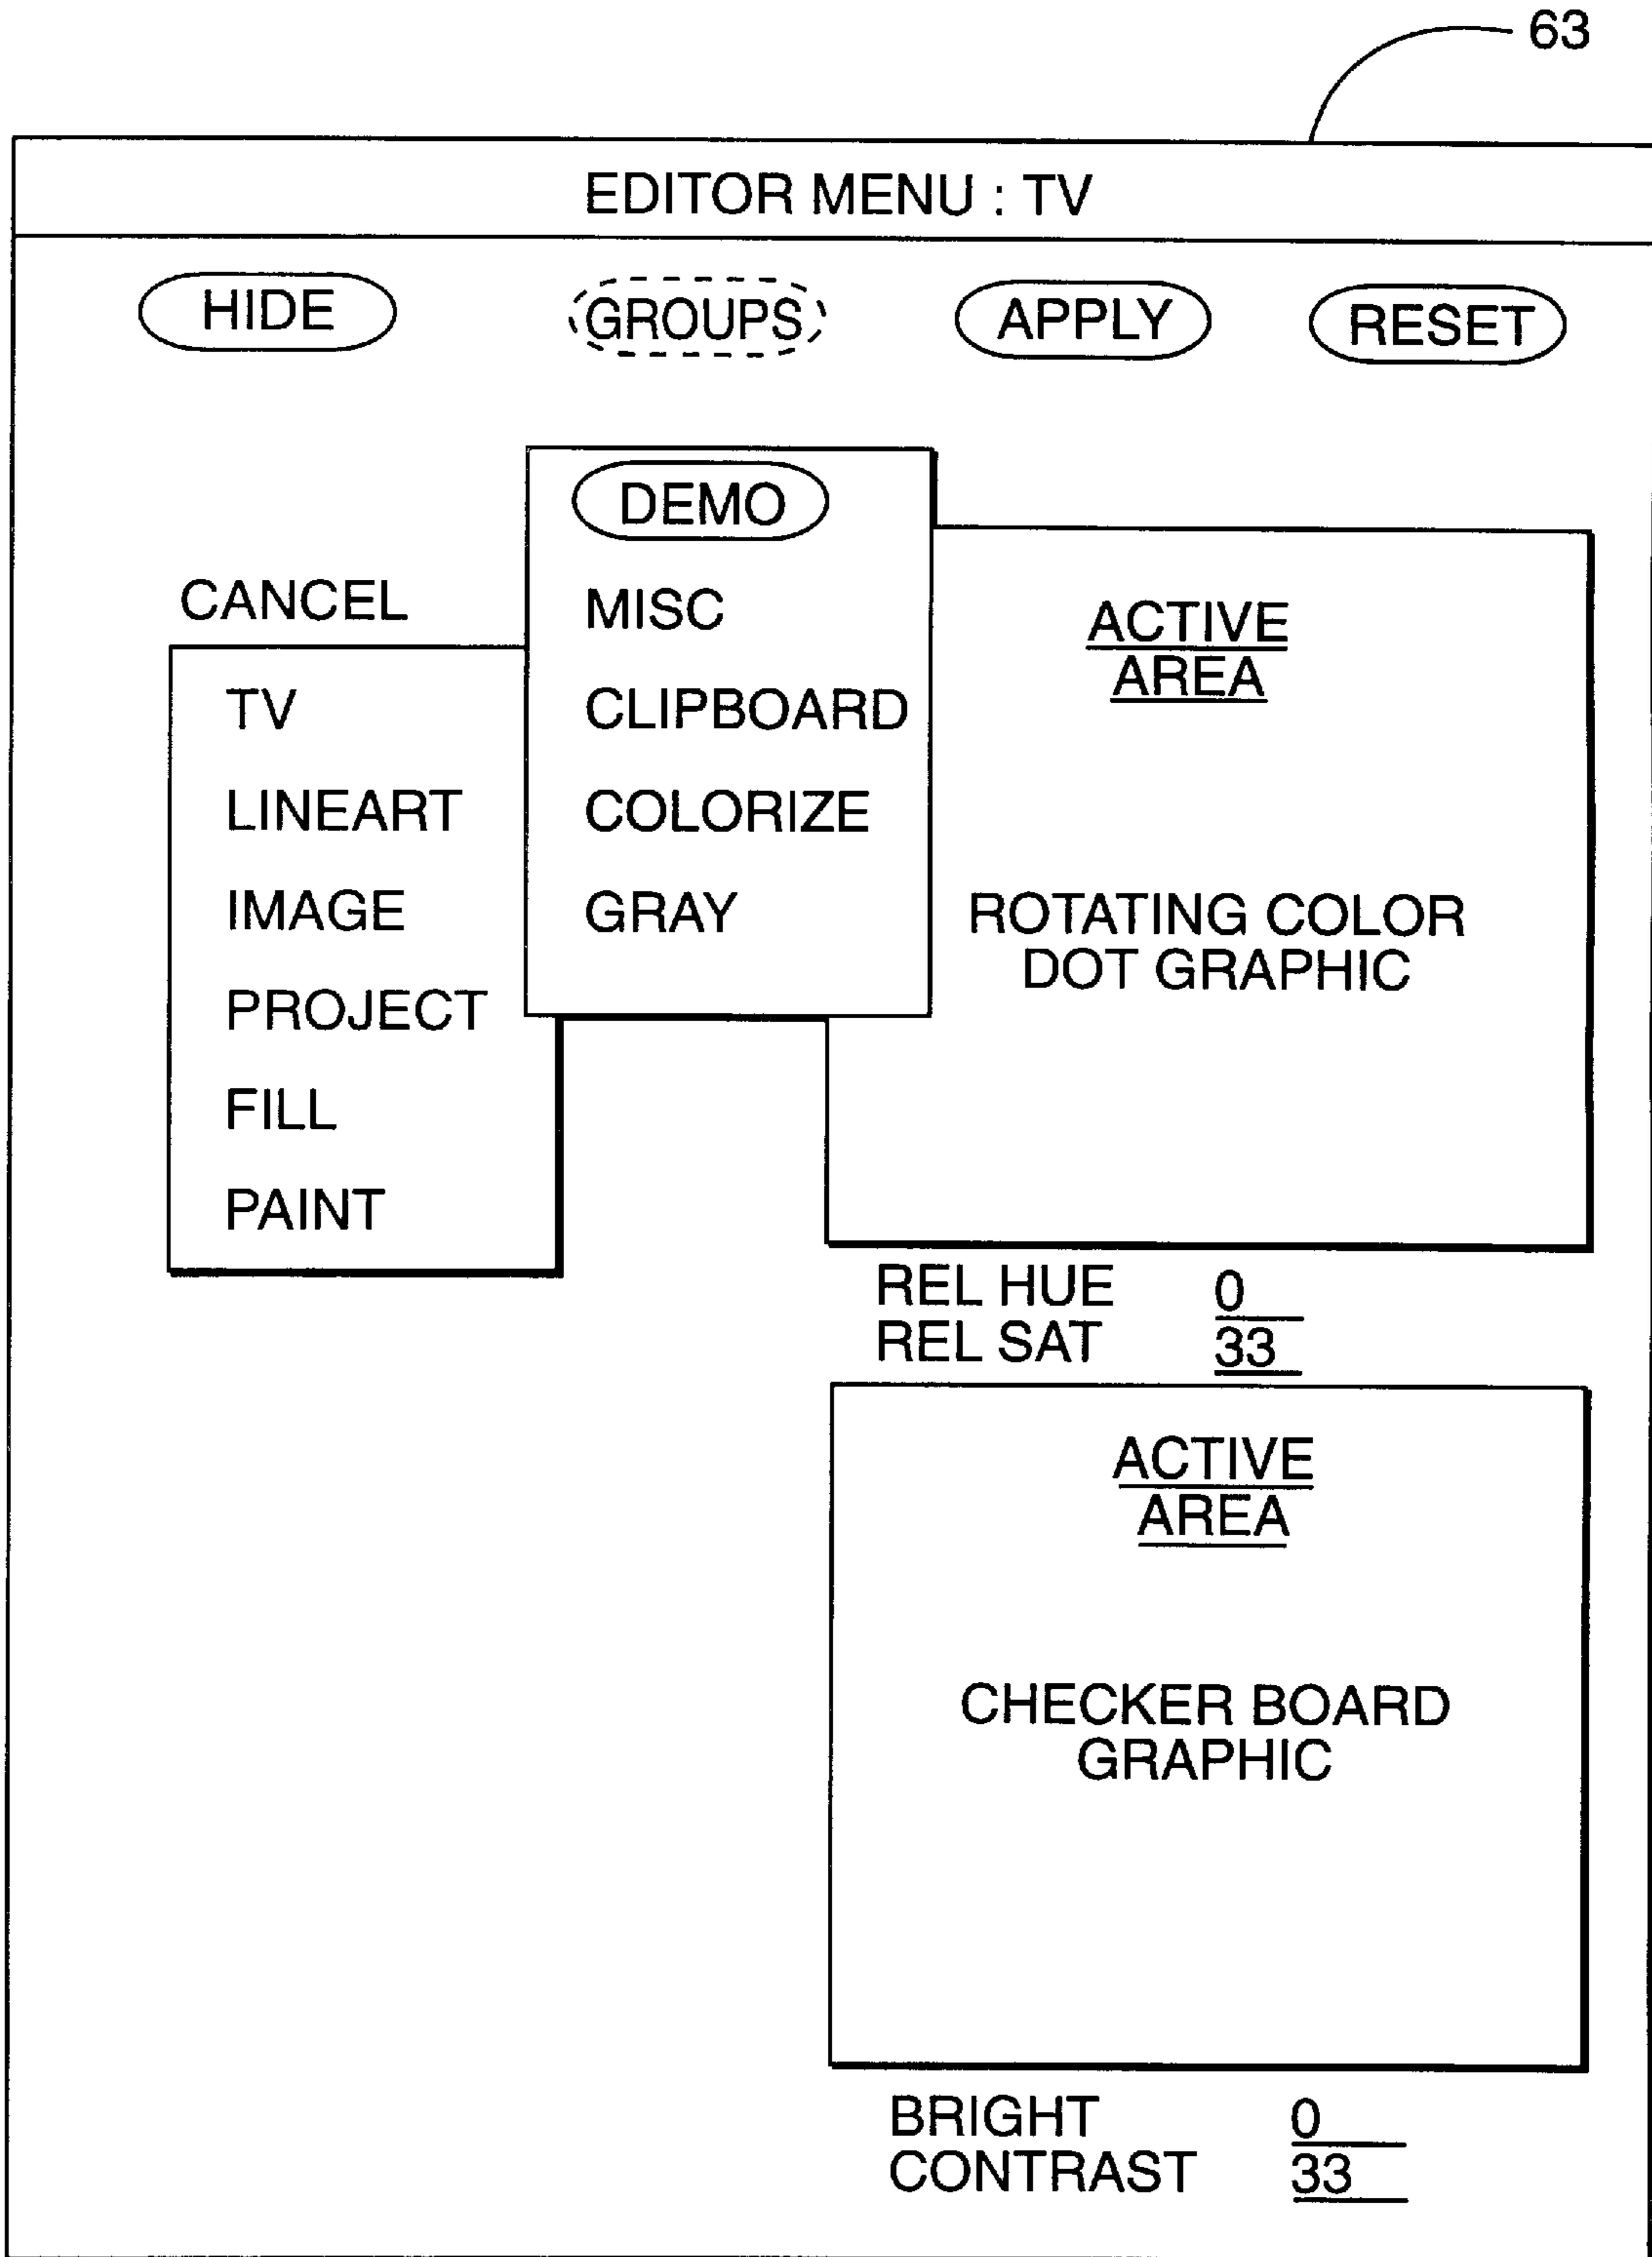 63
EDITOR MENU : TV
HIDE
GROUPS
APPLY
RESET
CANCEL
TV
LINEART
IMAGE
PROJECT
FILL
PAINT
DEMO
MISC
CLIPBOARD
COLORIZE
GRAY
ACTIVE
AREA
ROTATING COLOR
DOT GRAPHIC
REL HUE 0
REL SAT 33
ACTIVE
AREA
CHECKER BOARD
GRAPHIC
BRIGHT 0
CONTRAST 33